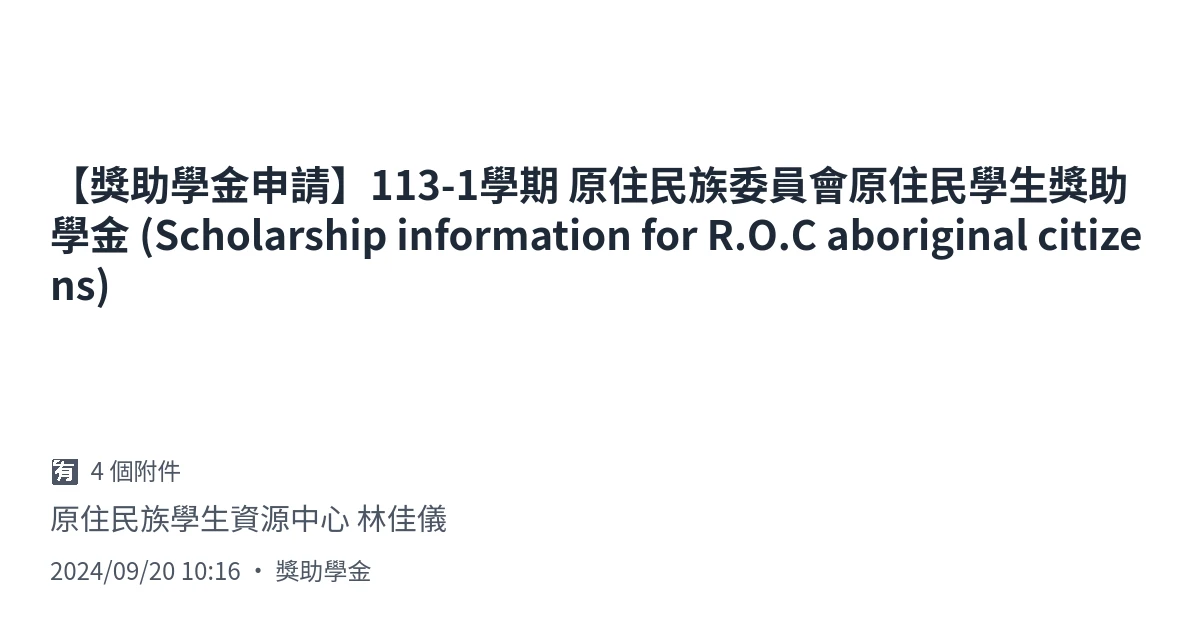 【獎助學金申請】113-1學期 原住民族委員會原住民學生獎助
學金 (Scholarship information for R.O.C aboriginal citize
ns)
🈶 4 個附件
原住民族學生資源中心 林佳儀
2024/09/20 10:16 • 獎助學金